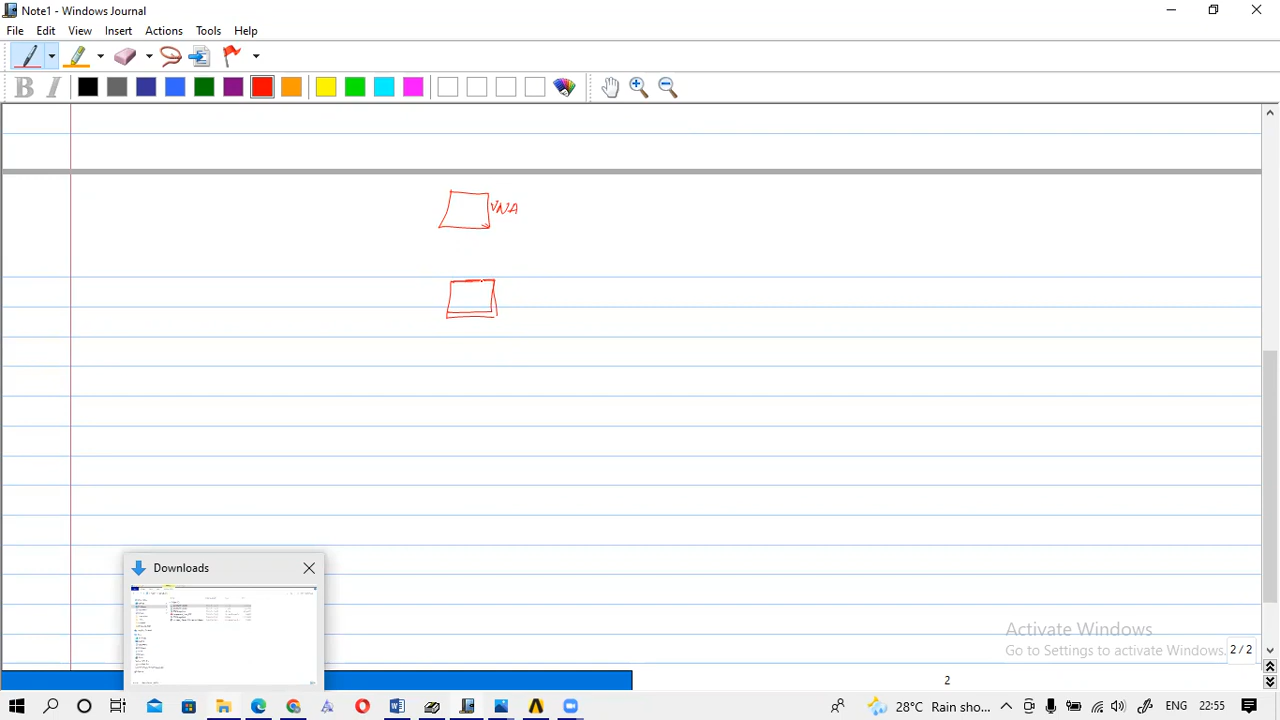 Note1 - Windows Journal
File Edit View Insert Actions Tools Help
B I
VNA
Downloads
Activate Windows
Go to Settings to activate Windows.
2 / 2
2
28°C Rain sho... ENG 22:55